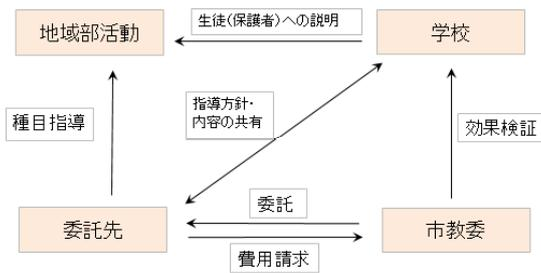 生徒(保護者)への説明
地域部活動
学校
指導方針・
内容の共有
種目指導
効果検証
委託
委託先
市教委
費用請求